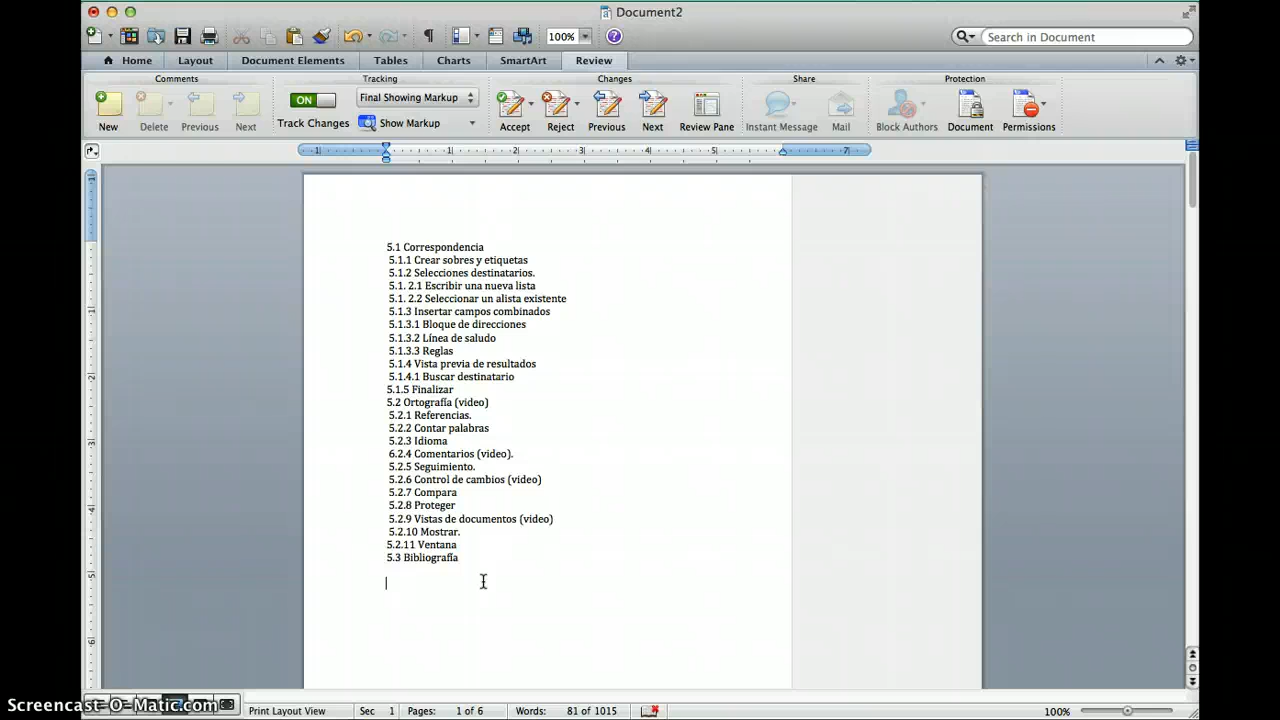 Document2
100%
Search in Document
Home Layout Document Elements Tables Charts SmartArt Review
Comments Tracking Changes Share Protection
ON
Final Showing Markup
Track Changes
Show Markup
New Delete Previous Next Accept Reject Previous Next Review Pane Instant Message Mail Block Authors Document Permissions
5.1 Correspondencia
5.1.1 Crear sobres y etiquetas
5.1.2 Selecciones destinatarios.
5.1. 2.1 Escribir una nueva lista
5.1. 2.2 Seleccionar un alista existente
5.1.3 Insertar campos combinados
5.1.3.1 Bloque de direcciones
5.1.3.2 Línea de saludo
5.1.3.3 Reglas
5.1.4 Vista previa de resultados
5.1.4.1 Buscar destinatario
5.1.5 Finalizar
5.2 Ortografía (video)
5.2.1 Referencias.
5.2.2 Contar palabras
5.2.3 Idioma
6.2.4 Comentarios (video).
5.2.5 Seguimiento.
5.2.6 Control de cambios (video)
5.2.7 Compara
5.2.8 Proteger
5.2.9 Vistas de documentos (video)
5.2.10 Mostrar.
5.2.11 Ventana
5.3 Bibliografía
Screencast-O-Matic.com
Print Layout View Sec 1 Pages: 1 of 6 Words: 81 of 1015 100%